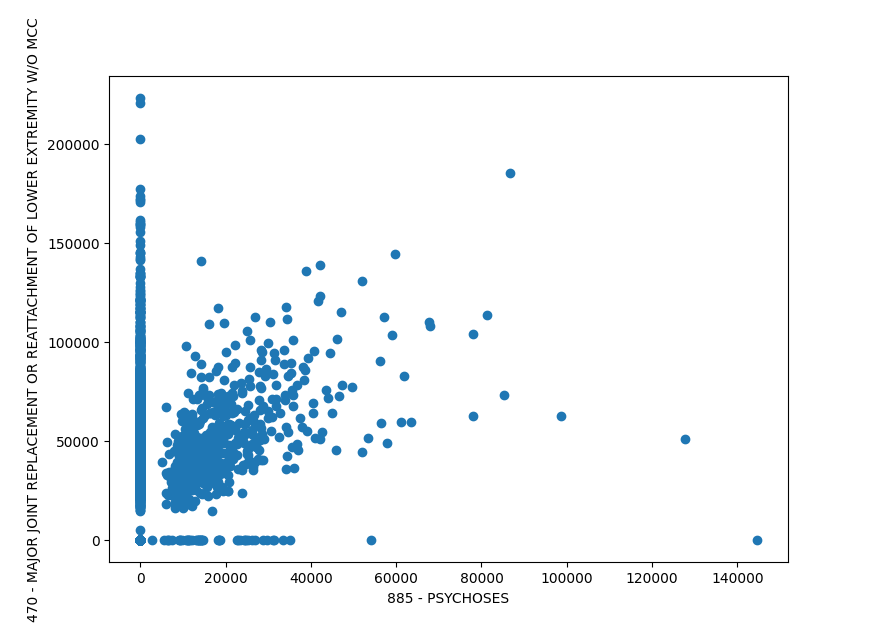 470 - MAJOR JOINT REPLACEMENT OR REATTACHMENT OF LOWER EXTREMITY W/O MCC
200000
150000
100000
50000
0
0 20000 40000 60000 80000 100000 120000 140000
885 - PSYCHOSES